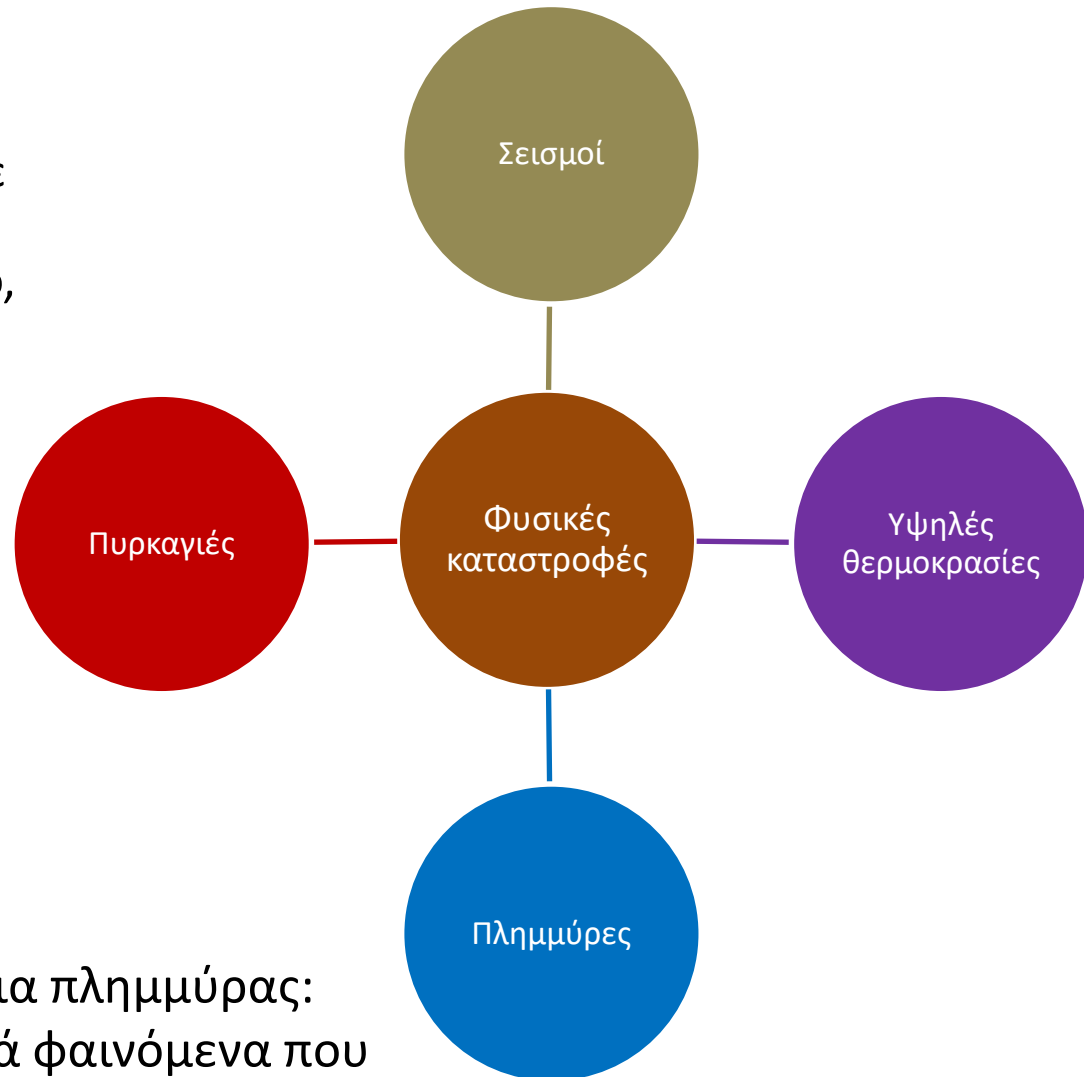 Σεισμοί
Πυρκαγιές
Φυσικές
καταστροφές
Υψηλές
θερμοκρασίες
Πλημμύρες
πλημμύρας:
φαινόμενα που